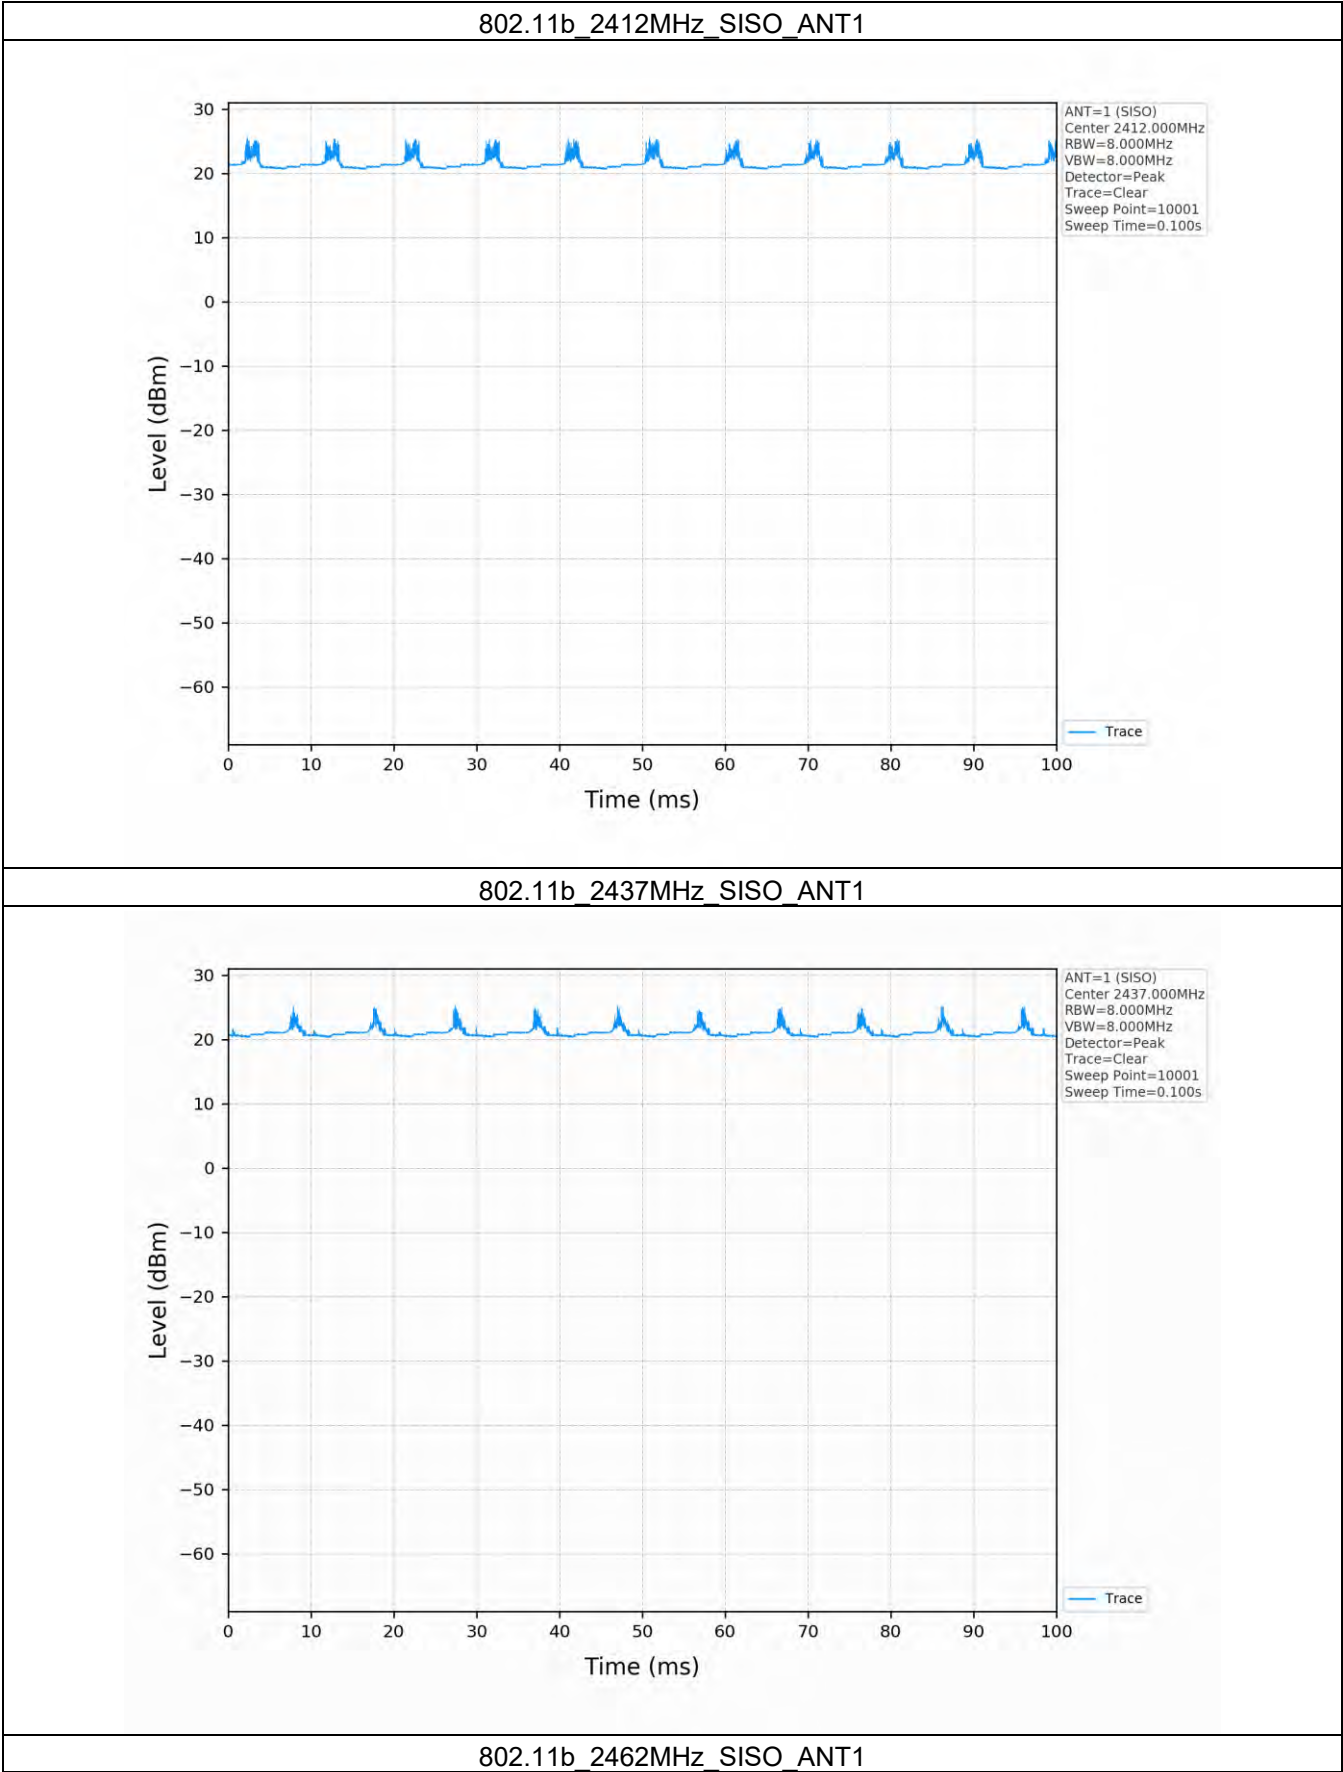 802.11b_2412MHz_SISO_ANT1
30
20
10
0
−10
−20
−30
−40
−50
−60
Level (dBm)
0 10 20 30 40 50 60 70 80 90 100
Time (ms)
ANT=1 (SISO)
Center 2412.000MHz
RBW=8.000MHz
VBW=8.000MHz
Detector=Peak
Trace=Clear
Sweep Point=10001
Sweep Time=0.100s
Trace
802.11b_2437MHz_SISO_ANT1
30
20
10
0
−10
−20
−30
−40
−50
−60
Level (dBm)
0 10 20 30 40 50 60 70 80 90 100
Time (ms)
ANT=1 (SISO)
Center 2437.000MHz
RBW=8.000MHz
VBW=8.000MHz
Detector=Peak
Trace=Clear
Sweep Point=10001
Sweep Time=0.100s
Trace
802.11b_2462MHz_SISO_ANT1